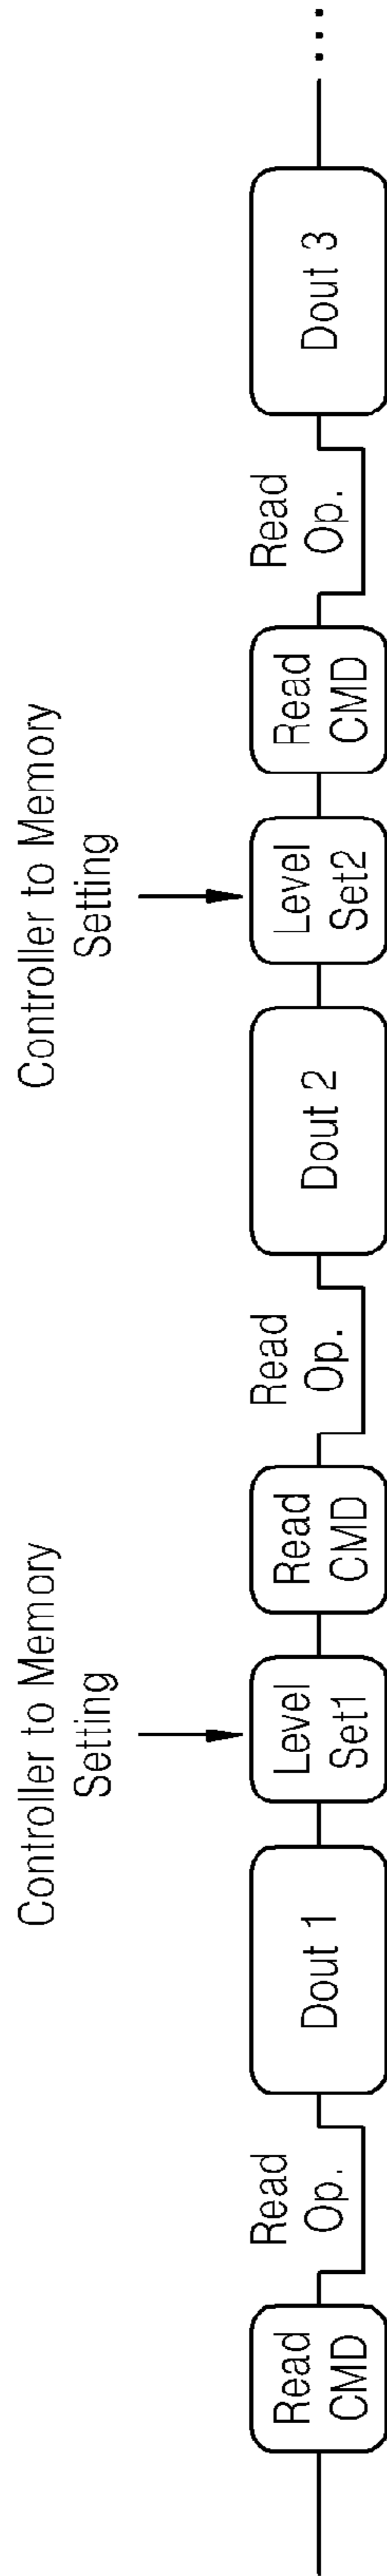 Controller to Memory
Setting
Controller to Memory
Setting
Read
CMD
Read
Op.
Dout 1
Level
Set1
Read
CMD
Read
Op.
Dout 2
Level
Set2
Read
CMD
Read
Op.
Dout 3
...